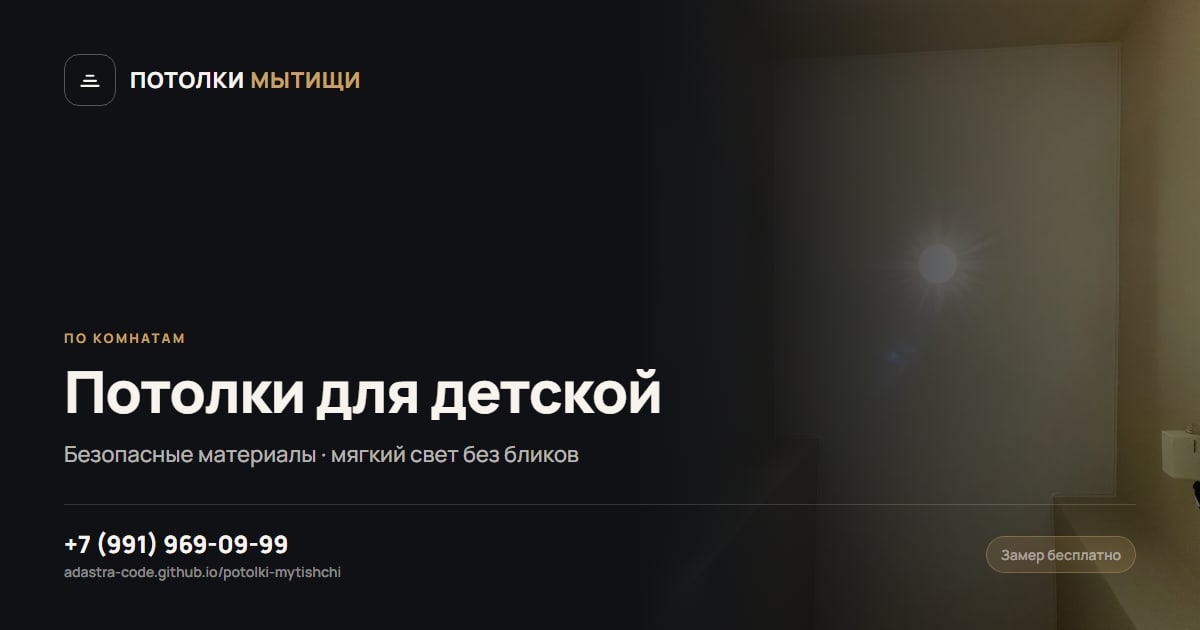 ПОТОЛКИ МЫТИЩИ
ПО КОМНАТАМ
Потолки для детской
Безопасные материалы · мягкий свет без бликов
+7 (991) 969-09-99
adastra-code.github.io/potolki-mytishchi
Замер бесплатно